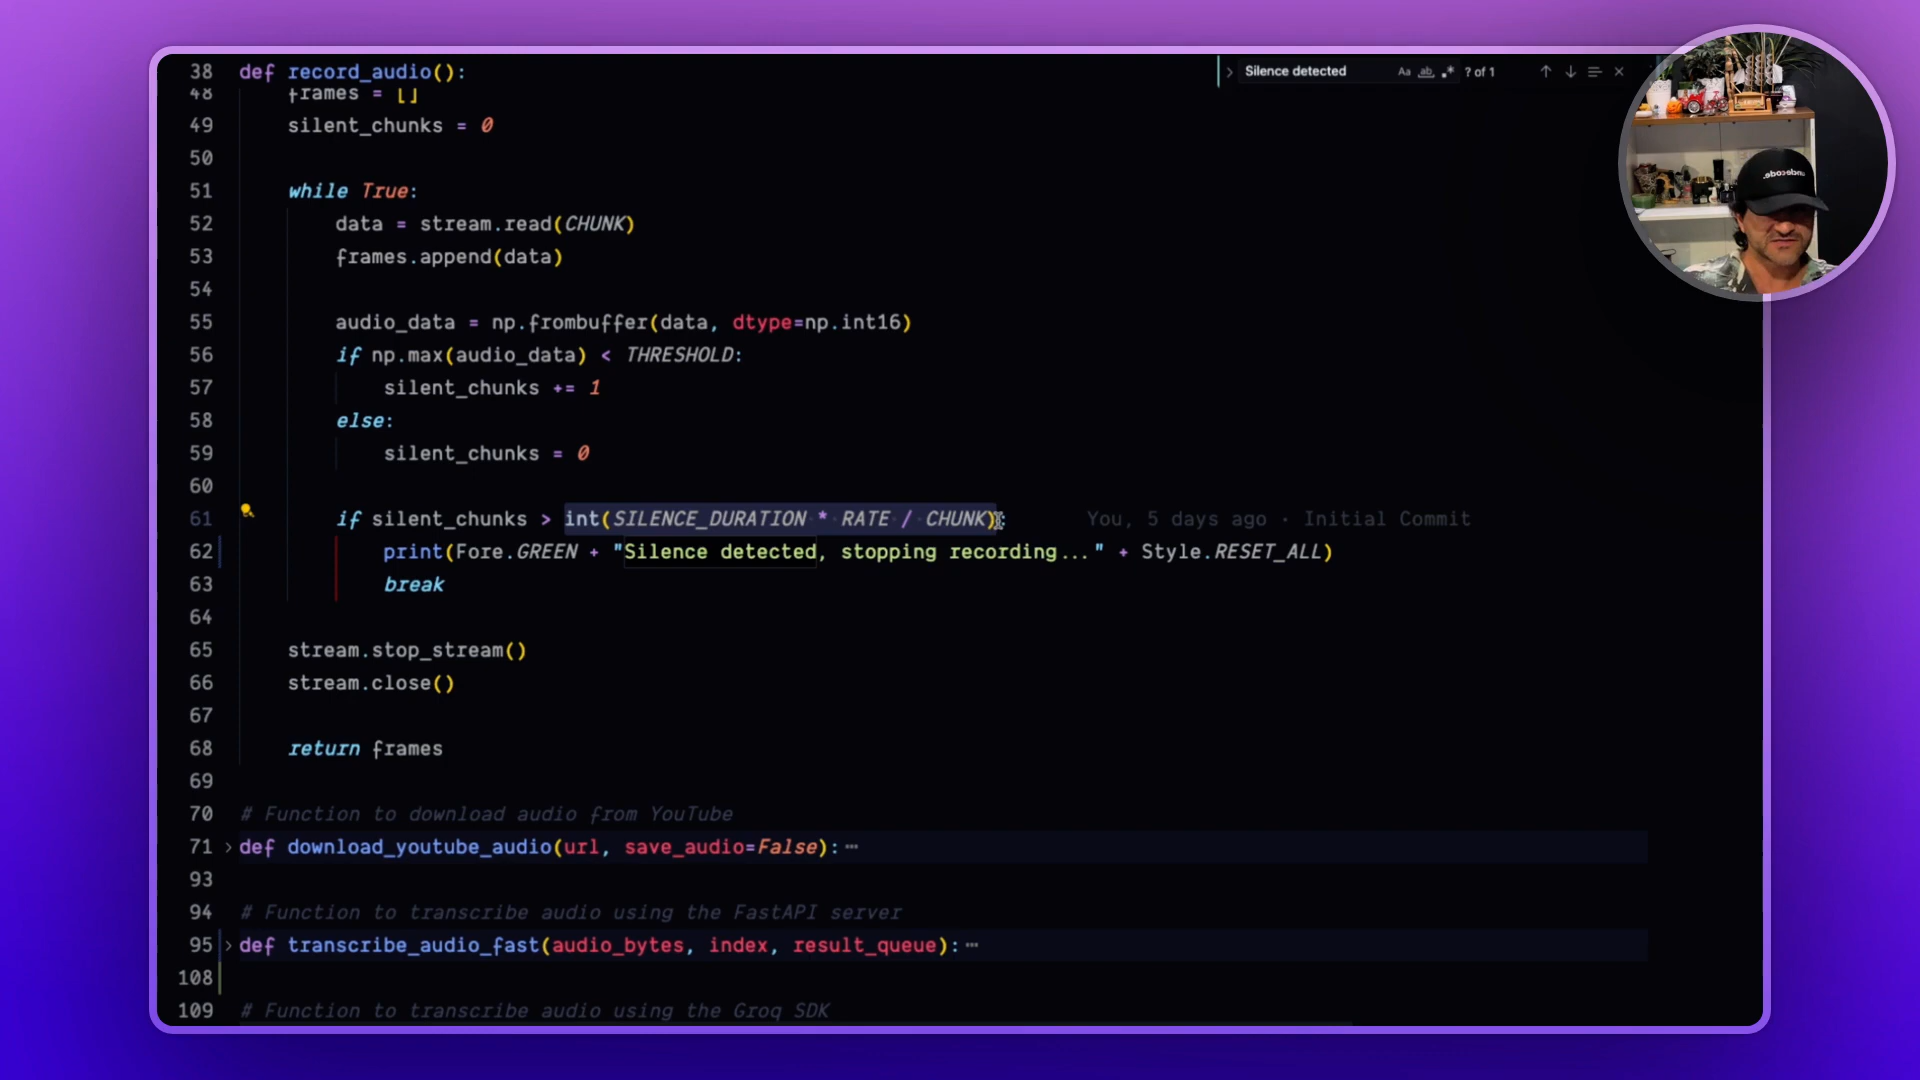 38 def record_audio():
Silence detected Aa ab .* ? of 1
48 frames = []
49 silent_chunks = 0
50
51 while True:
52 data = stream.read(CHUNK)
53 frames.append(data)
54
55 audio_data = np.frombuffer(data, dtype=np.int16)
56 if np.max(audio_data) < THRESHOLD:
57 silent_chunks += 1
58 else:
59 silent_chunks = 0
60
61 if silent_chunks > int(SILENCE_DURATION * RATE / CHUNK): You, 5 days ago · Initial Commit
62 print(Fore.GREEN + "Silence detected, stopping recording..." + Style.RESET_ALL)
63 break
64
65 stream.stop_stream()
66 stream.close()
67
68 return frames
69
70 # Function to download audio from YouTube
71 def download_youtube_audio(url, save_audio=False):
93
94 # Function to transcribe audio using the FastAPI server
95 def transcribe_audio_fast(audio_bytes, index, result_queue):
108
109 # Function to transcribe audio using the Groq SDK
undecode.